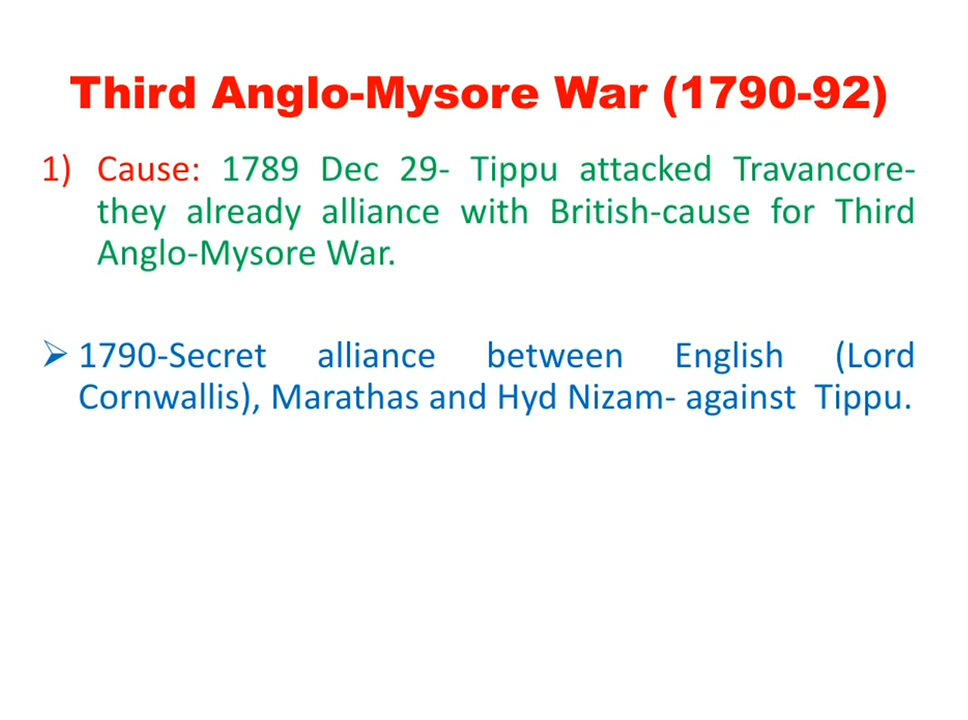 Third Anglo-Mysore War (1790-92)
1) Cause: 1789 Dec 29- Tippu attacked Travancore-
they already alliance with British-cause for Third
Anglo-Mysore War.
➢ 1790-Secret alliance between English (Lord
Cornwallis), Marathas and Hyd Nizam- against Tippu.